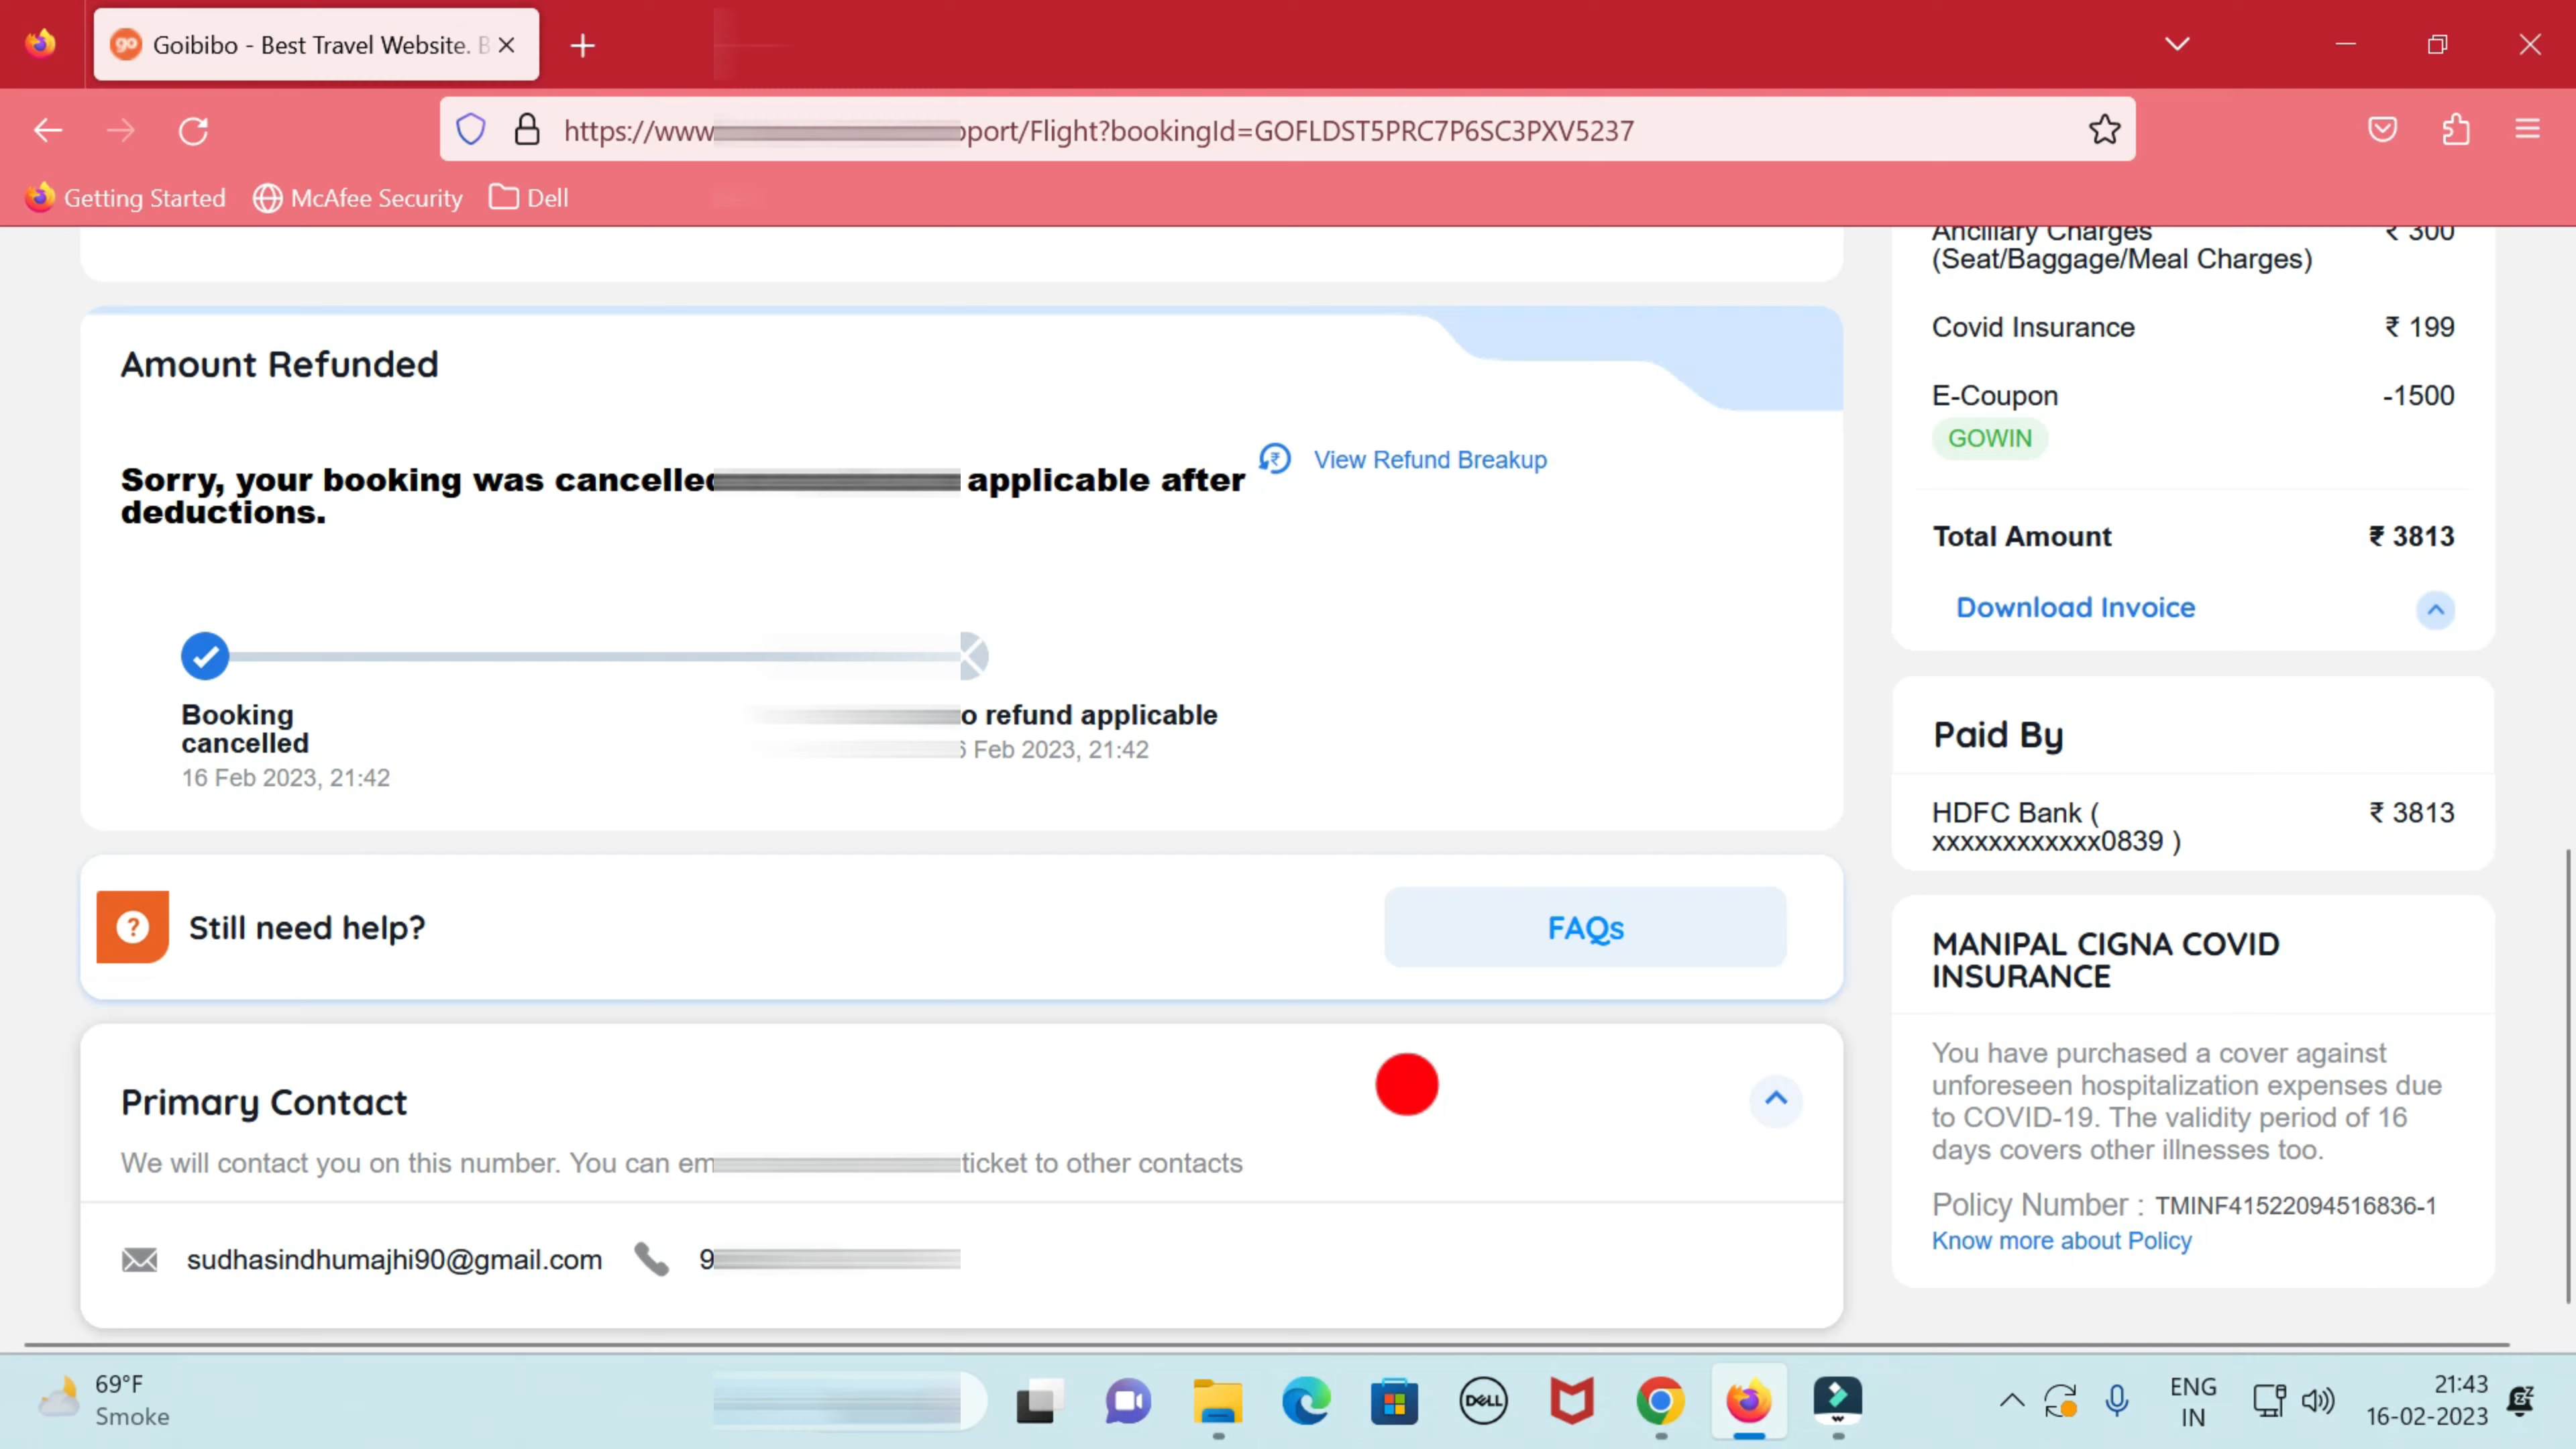 Goibibo - Best Travel Website. B
https://www
port/Flight?bookingId=GOFLDST5PRC7P6SC3PXV5237
Getting Started
McAfee Security
Dell
Amount Refunded
Sorry, your booking was cancelled applicable after
deductions.
View Refund Breakup
Booking
cancelled
16 Feb 2023, 21:42
refund applicable
Feb 2023, 21:42
? Still need help?
FAQs
Primary Contact
We will contact you on this number. You can ticket to other contacts
sudhasindhumajhi90@gmail.com
9
Ancillary Charges ₹ 300
(Seat/Baggage/Meal Charges)
Covid Insurance ₹ 199
E-Coupon -1500
GOWIN
Total Amount ₹ 3813
Download Invoice
Paid By
HDFC Bank ( ₹ 3813
xxxxxxxxxxxx0839 )
MANIPAL CIGNA COVID
INSURANCE
You have purchased a cover against
unforeseen hospitalization expenses due
to COVID-19. The validity period of 16
days covers other illnesses too.
Policy Number : TMINF41522094516836-1
Know more about Policy
69°F
Smoke
DELL
ENG
IN
21:43
16-02-2023